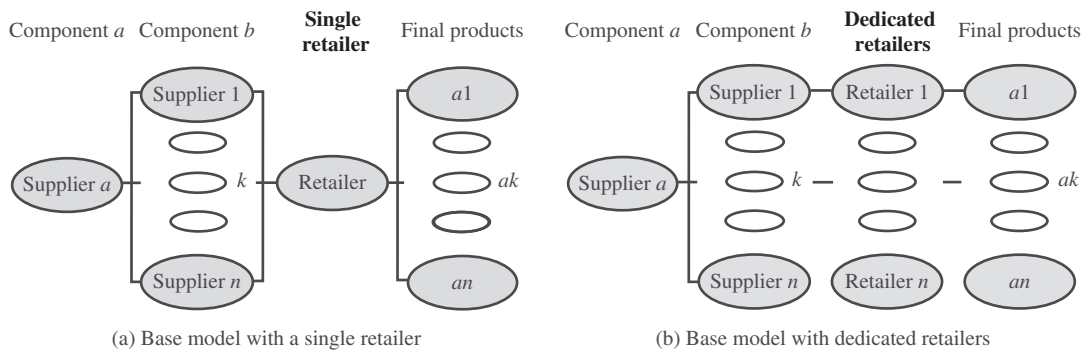 Component a Component b Single retailer Final products
Supplier 1 a1
Supplier a k Retailer ak
Supplier n an
(a) Base model with a single retailer
Component a Component b Dedicated retailers Final products
Supplier 1 Retailer 1 a1
Supplier a k ak
Supplier n Retailer n an
(b) Base model with dedicated retailers